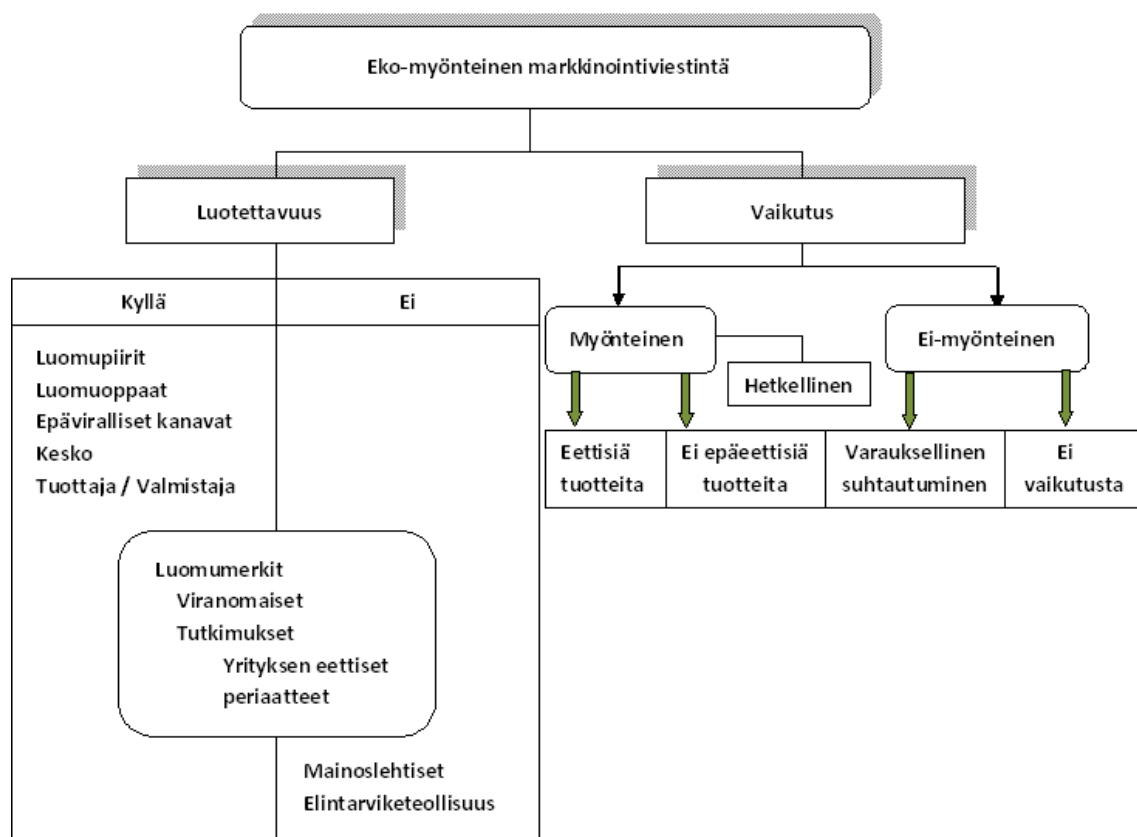 Eko-myönteinen markkinointiviestintä
Luotettavuus
Vaikutus
Kyllä
Ei
Luomupiirit
Luomuoppaat
Epäviralliset kanavat
Kesko
Tuottaja / Valmistaja
Luomumerkit
Viranomaiset
Tutkimukset
Yrityksen eettiset
periaatteet
Mainoslehtiset
Elintarviketeollisuus
Myönteinen
Ei-myönteinen
Hetkellinen
Eettisiä
tuotteita
Ei epäeettisiä
tuotteita
Varauksellinen
suhtautuminen
Ei
vaikutusta